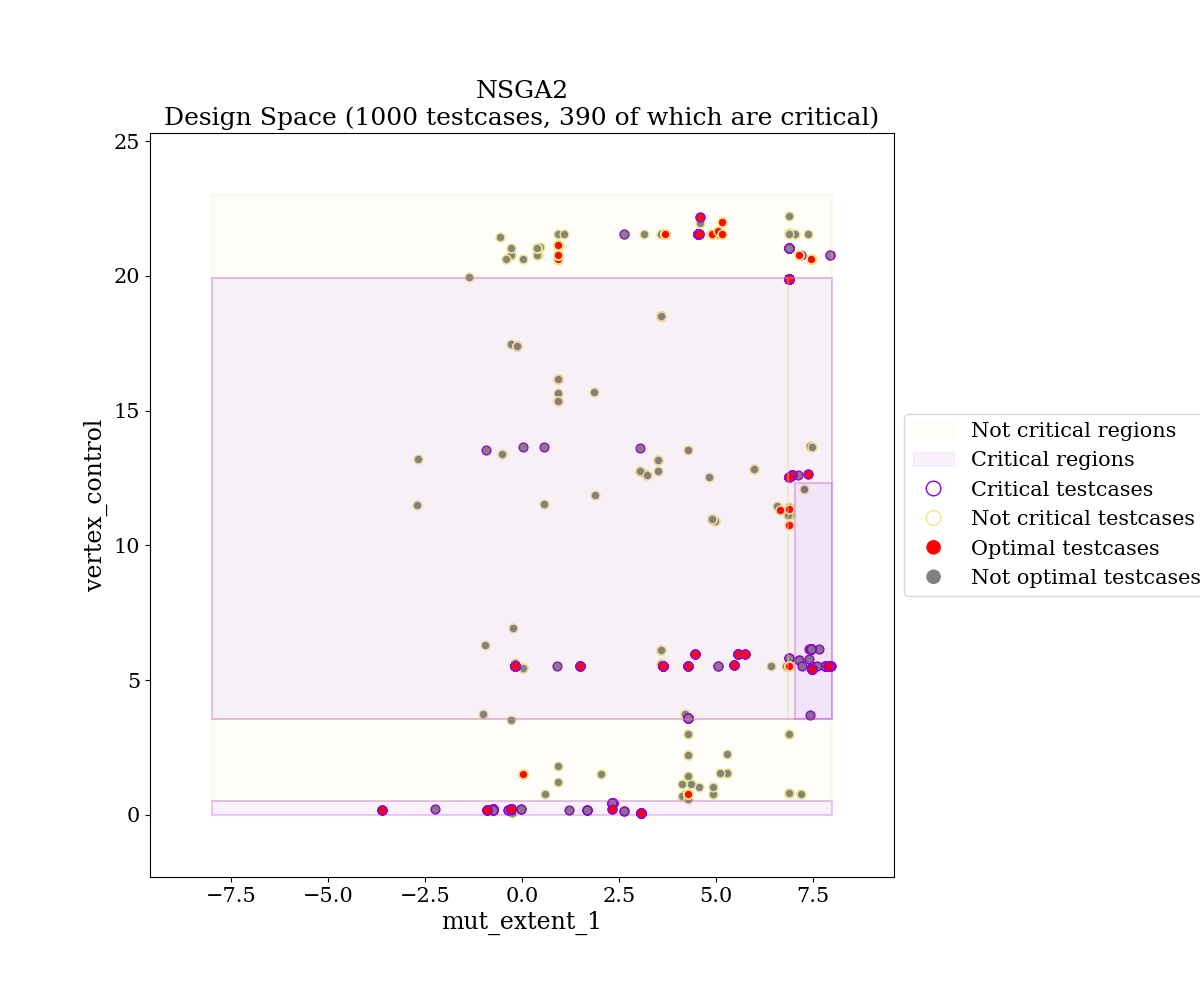 NSGA2
Design Space (1000 testcases, 390 of which are critical)
25
20
15
10
5
0
vertex_control
−7.5
−5.0
−2.5
0.0
2.5
5.0
7.5
mut_extent_1
Not critical regions
Critical regions
Critical testcases
Not critical testcases
Optimal testcases
Not optimal testcases